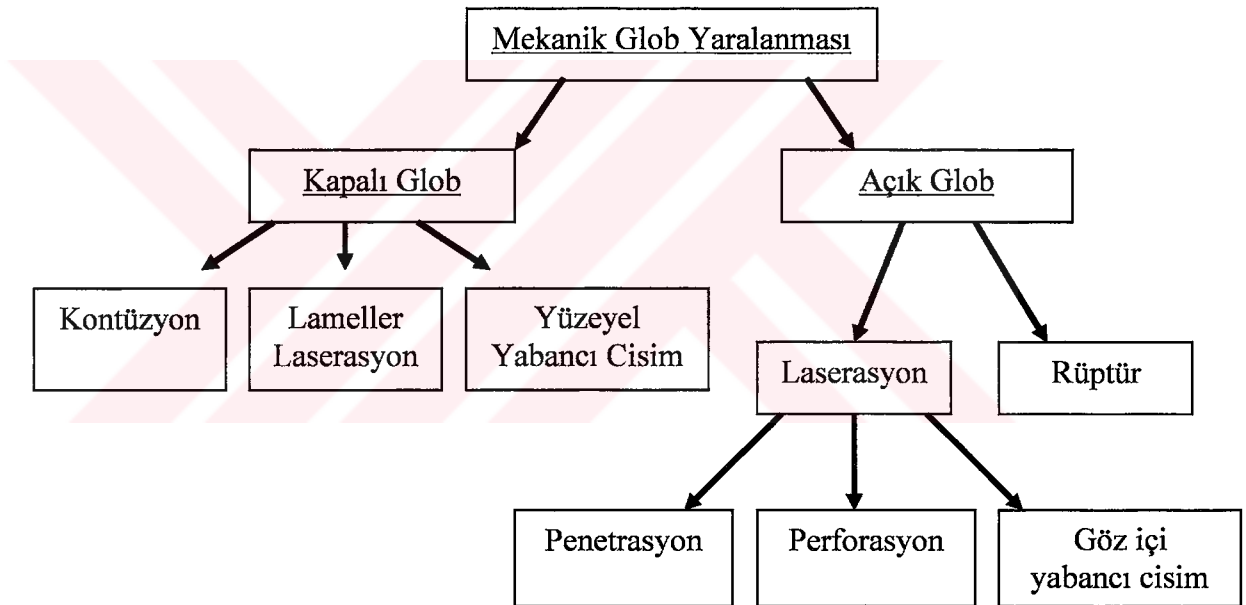 Mekanik Glob Yaralanması
Kapalı Glob
Açık Glob
Kontüzyon
Lameller
Laserasyon
Yüzeyel
Yabancı Cisim
Laserasyon
Rüptür
Penetrasyon
Perforasyon
Göz içi
yabancı cisim